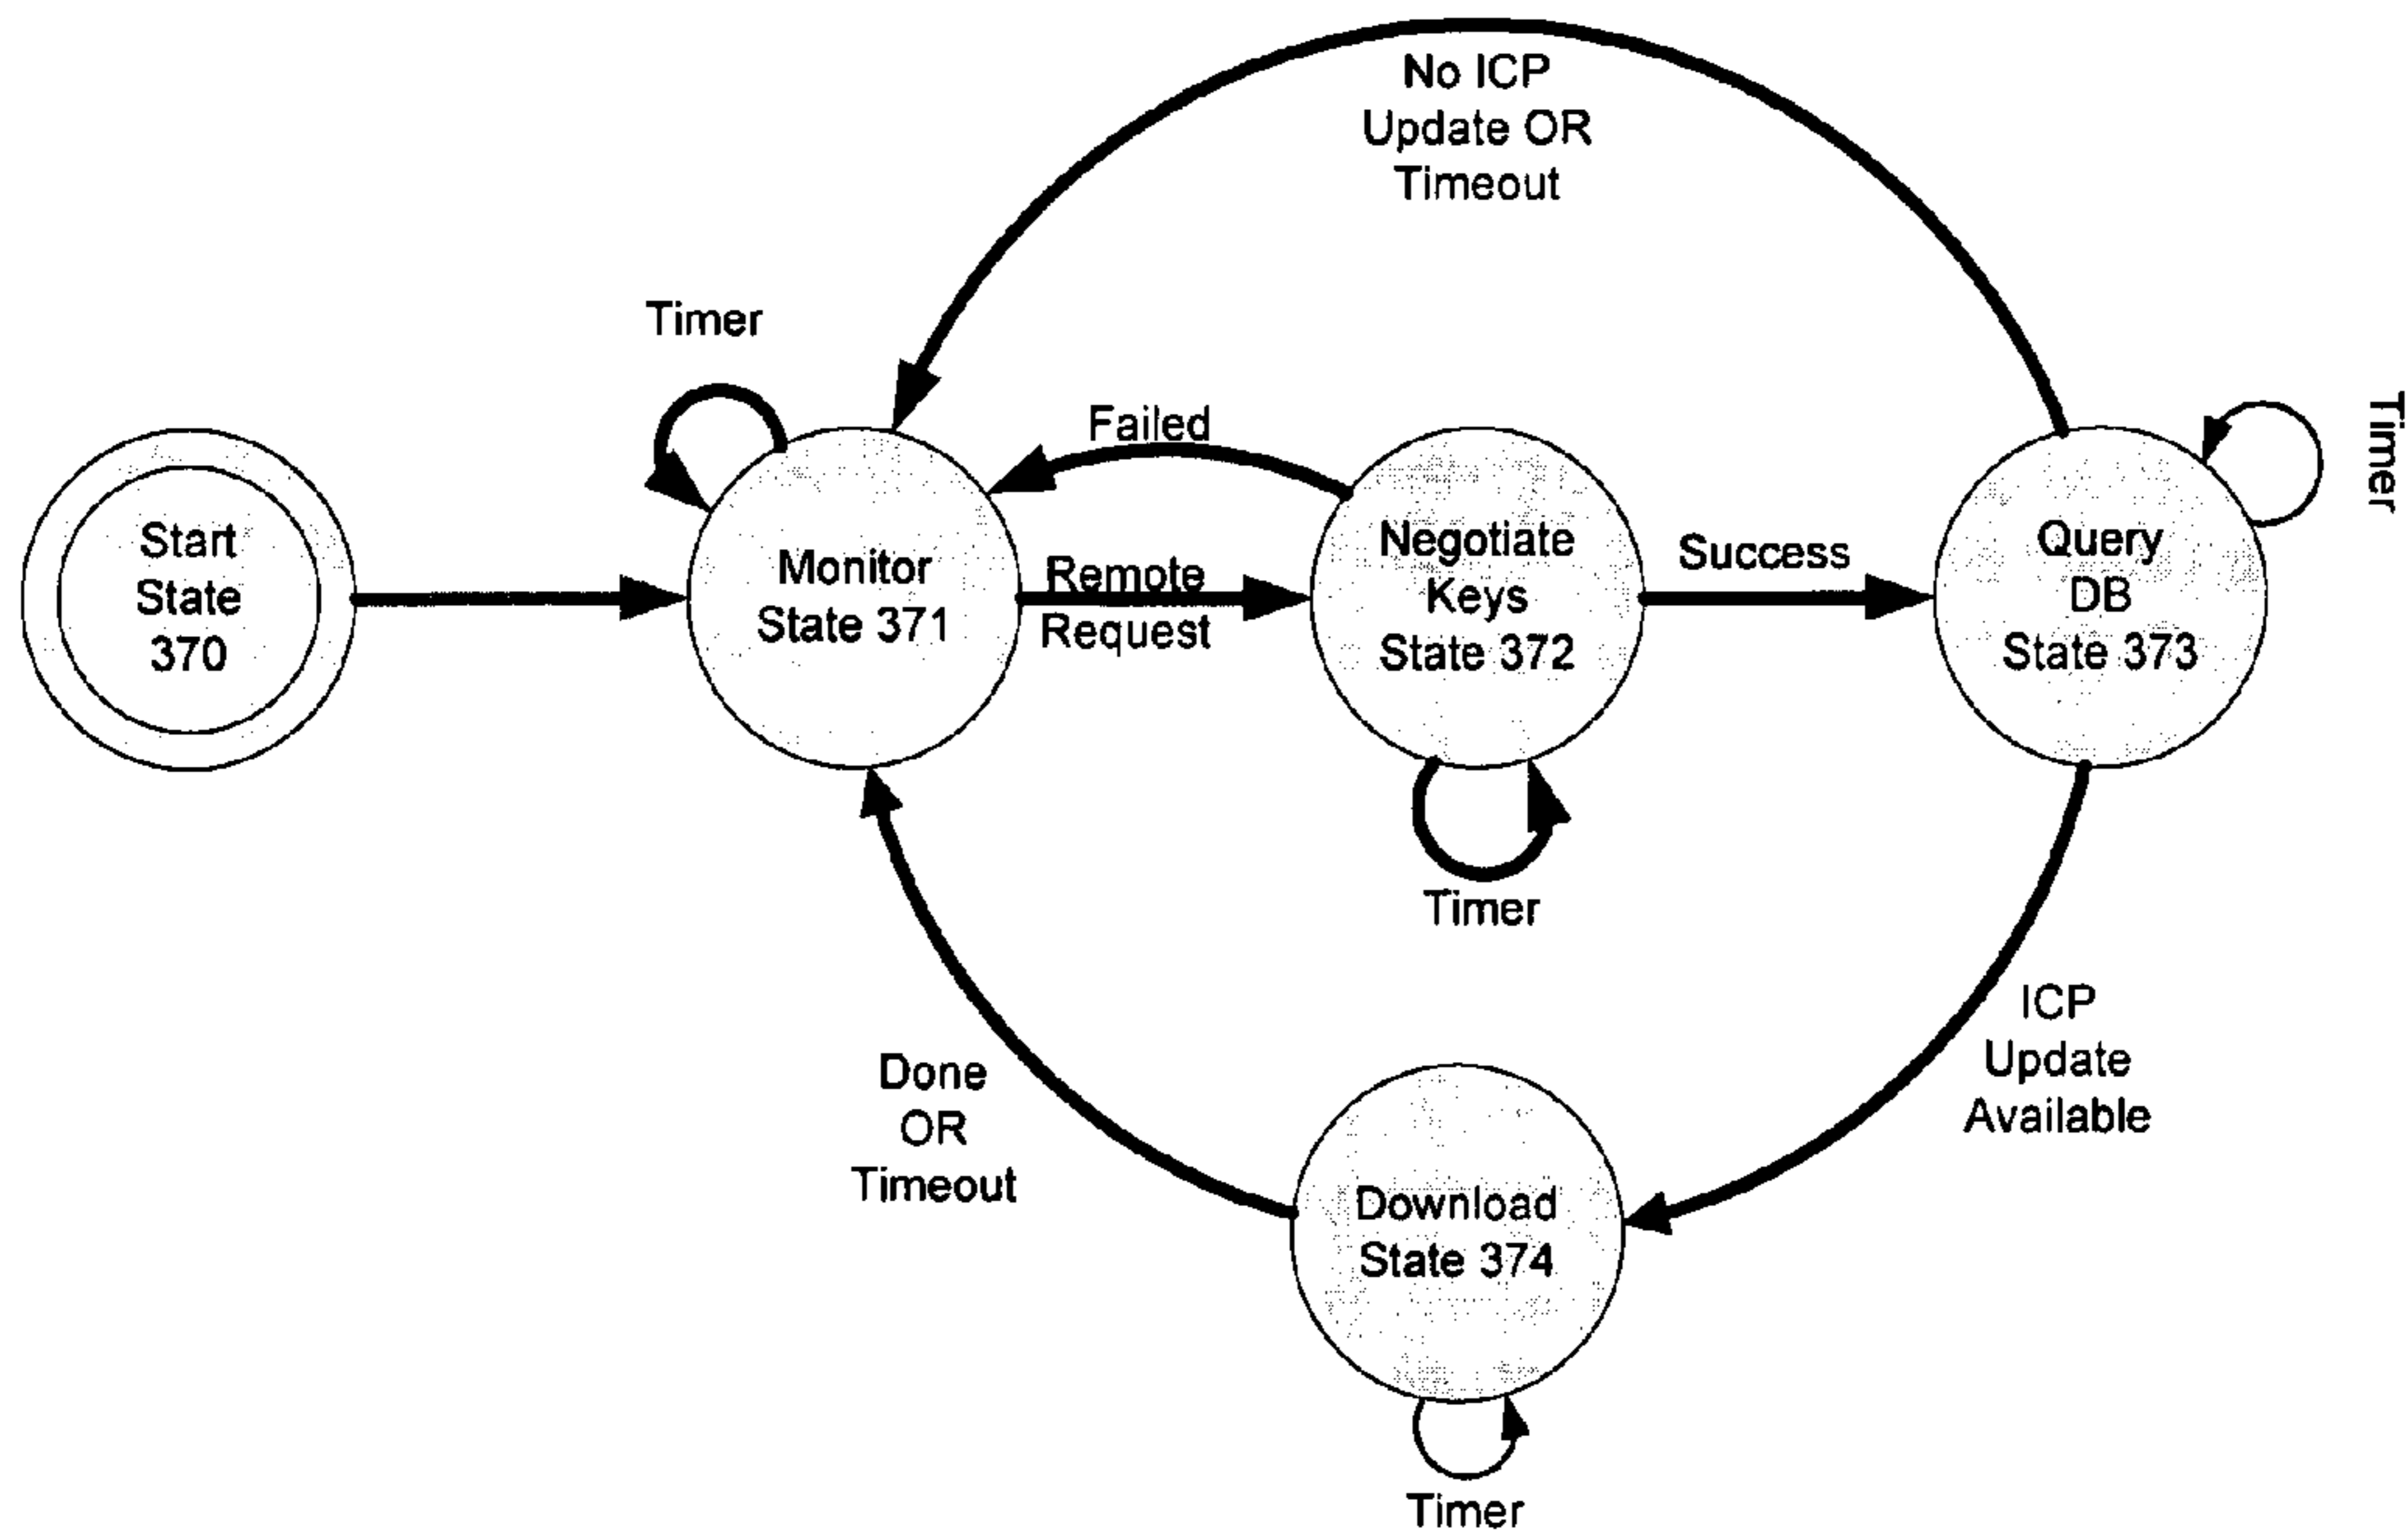 No ICP
Update OR
Timeout
Timer
Failed
Timer
Start
State
370
Monitor
State 371
Remote
Request
Negotiate
Keys
State 372
Success
Query
DB
State 373
Timer
ICP
Update
Available
Done
OR
Timeout
Download
State 374
Timer